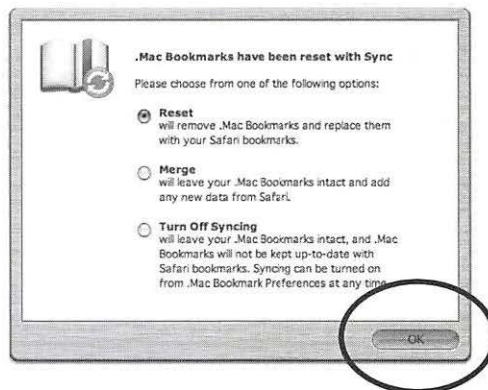 .Mac Bookmarks have been reset with Sync
Please choose from one of the following options:
Reset
will remove .Mac Bookmarks and replace them
with your Safari bookmarks.
Merge
will leave your .Mac Bookmarks intact and add
any new data from Safari.
Turn Off Syncing
will leave your .Mac Bookmarks intact, and .Mac
Bookmarks will not be kept up-to-date with
Safari bookmarks. Syncing can be turned on
from .Mac Bookmark Preferences at any time.
OK